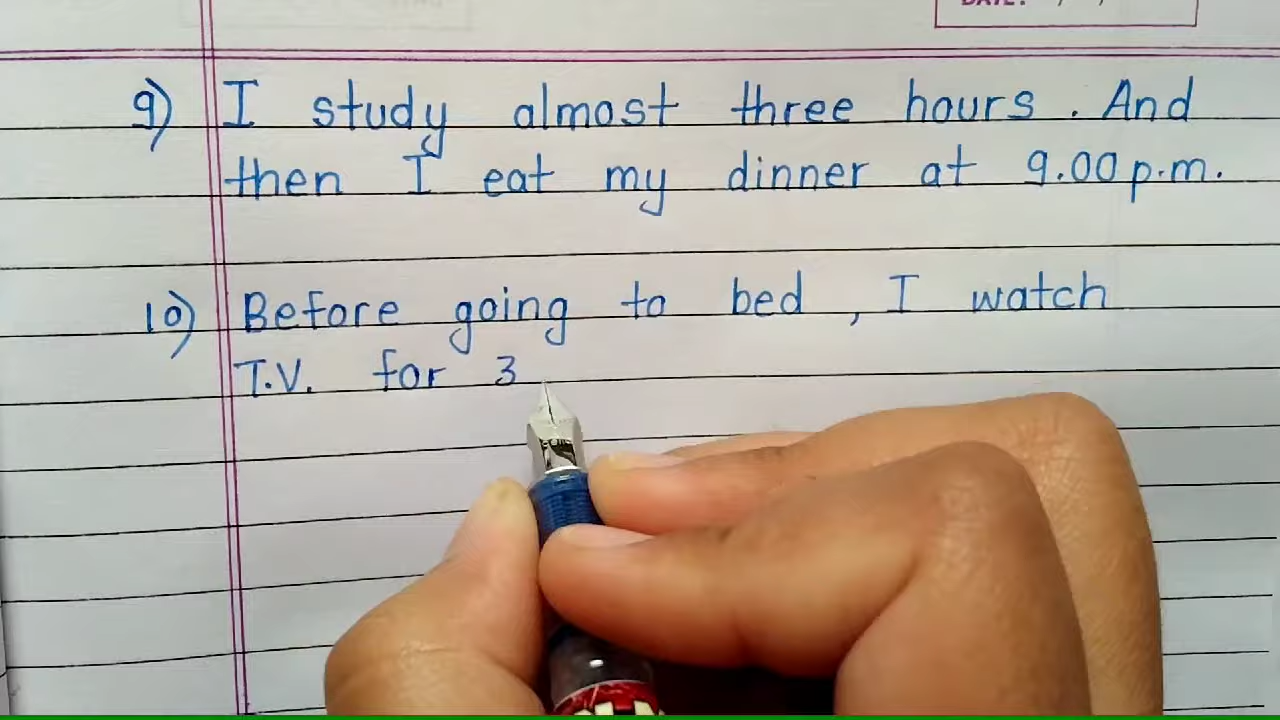 DATE: / /
9) I study almost three hours. And
then I eat my dinner at 9.00 p.m.
10) Before going to bed, I watch
T.V. for 3